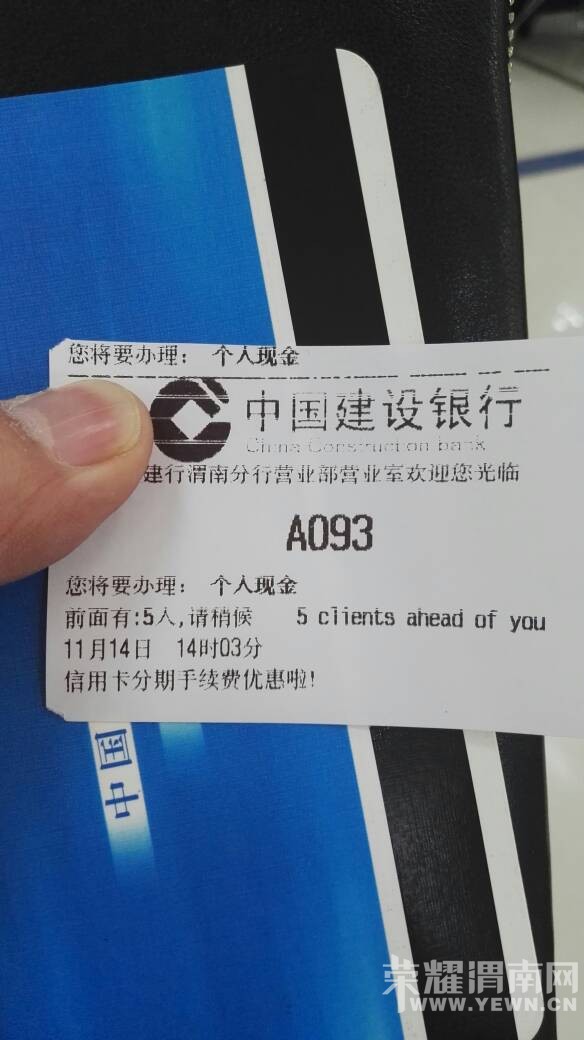 您将要办理： 个人现金
中国建设银行
China Construction bank
建行渭南分行营业部营业室欢迎您光临
A093
您将要办理： 个人现金
前面有:5人,请稍候 5 clients ahead of you
11月14日 14时03分
信用卡分期手续费优惠啦!
中国
荣耀渭南网
WWW.YEWN.CN